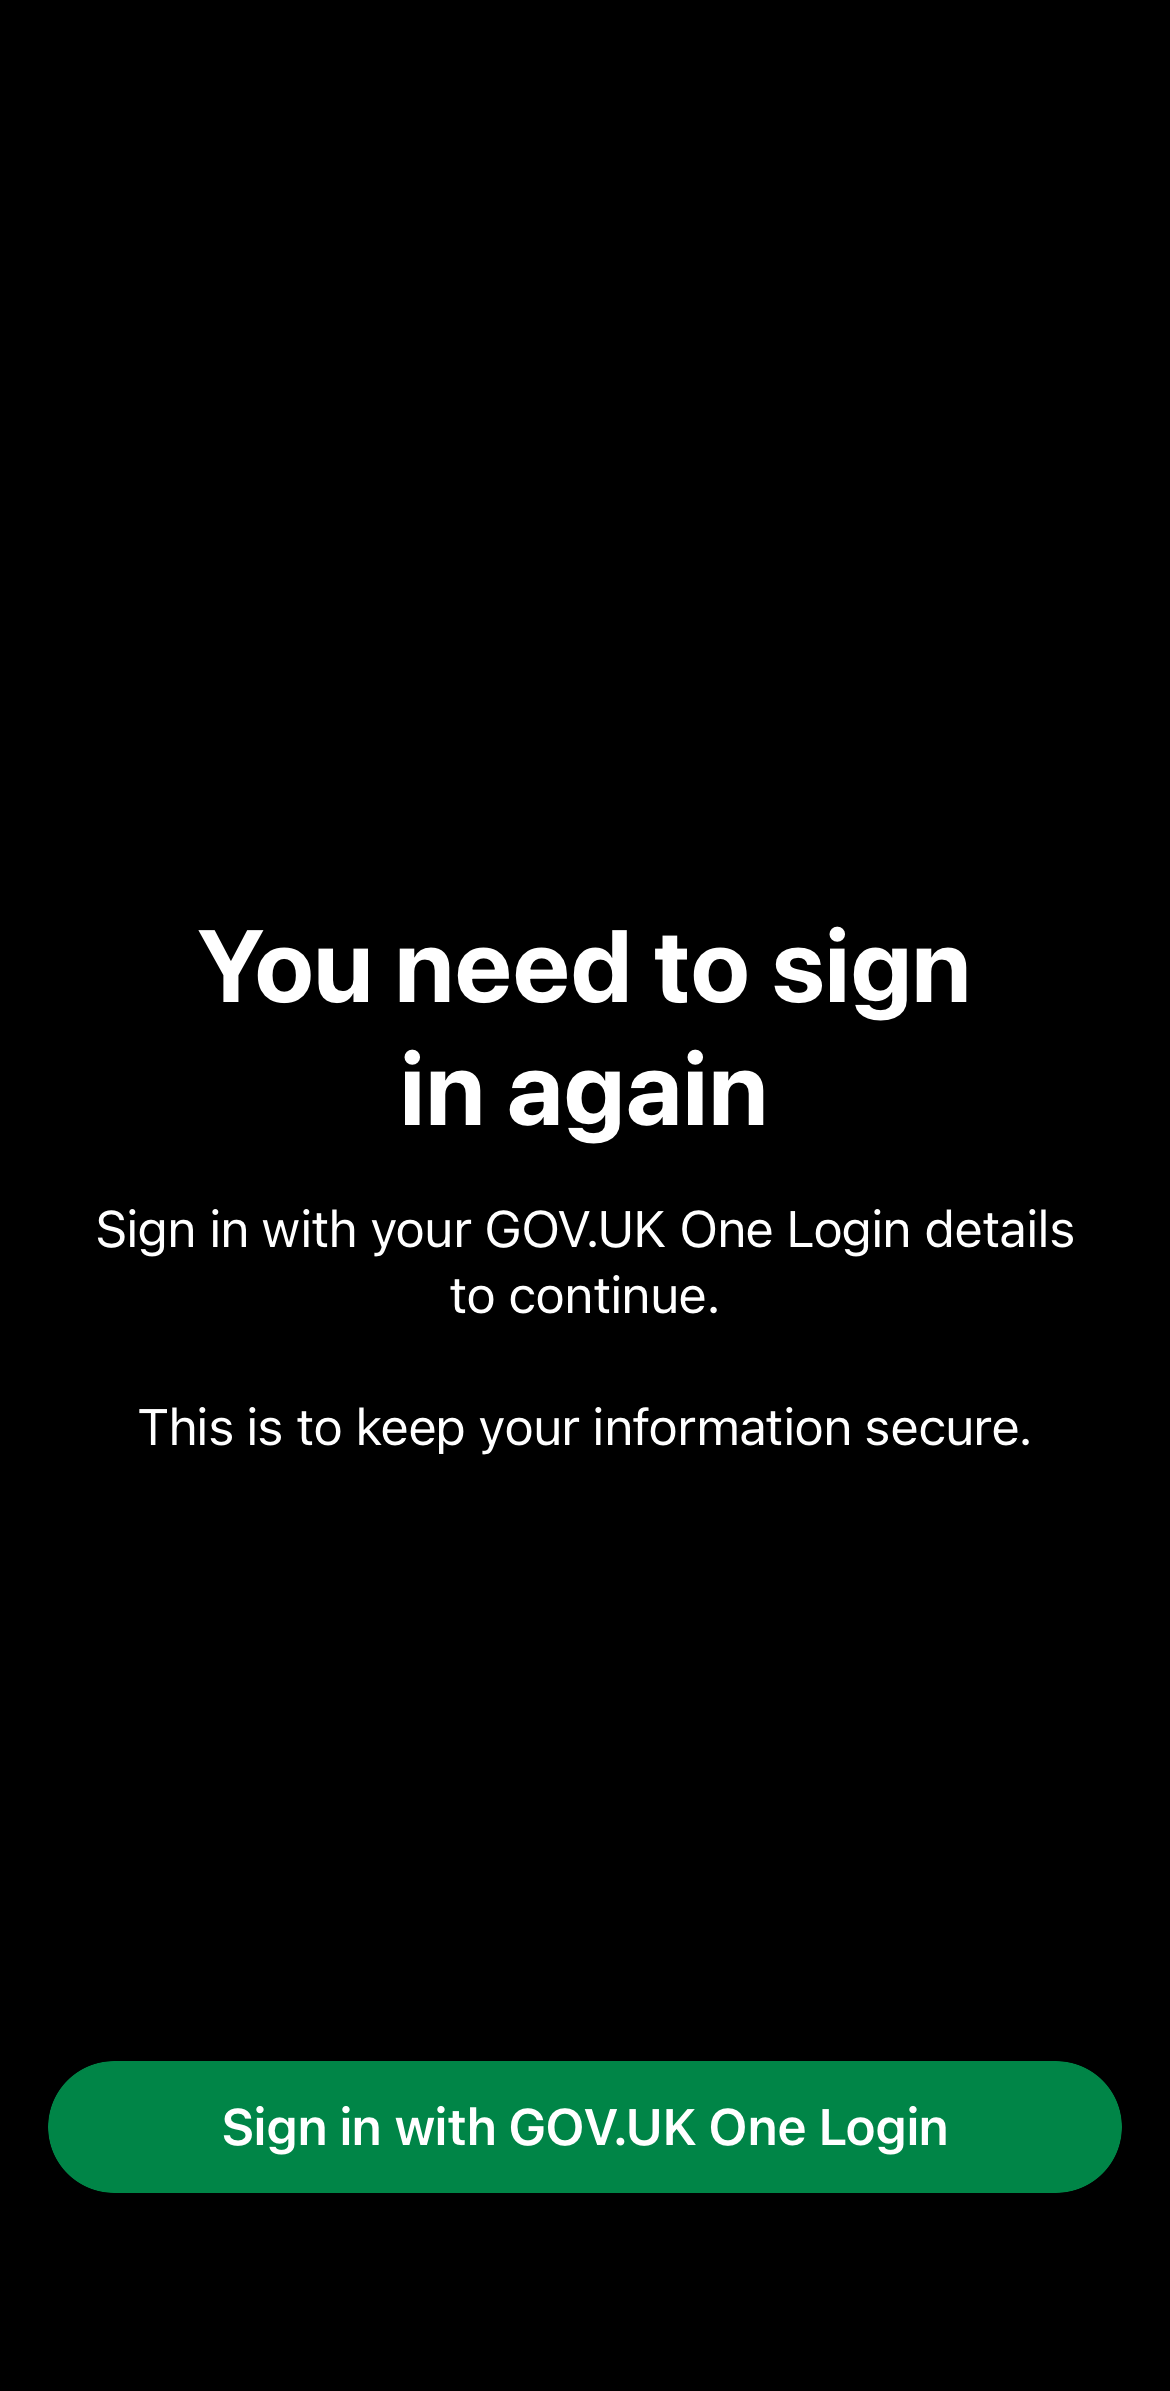 You need to sign
in again
Sign in with your GOV.UK One Login details
to continue.
This is to keep your information secure.
Sign in with GOV.UK One Login